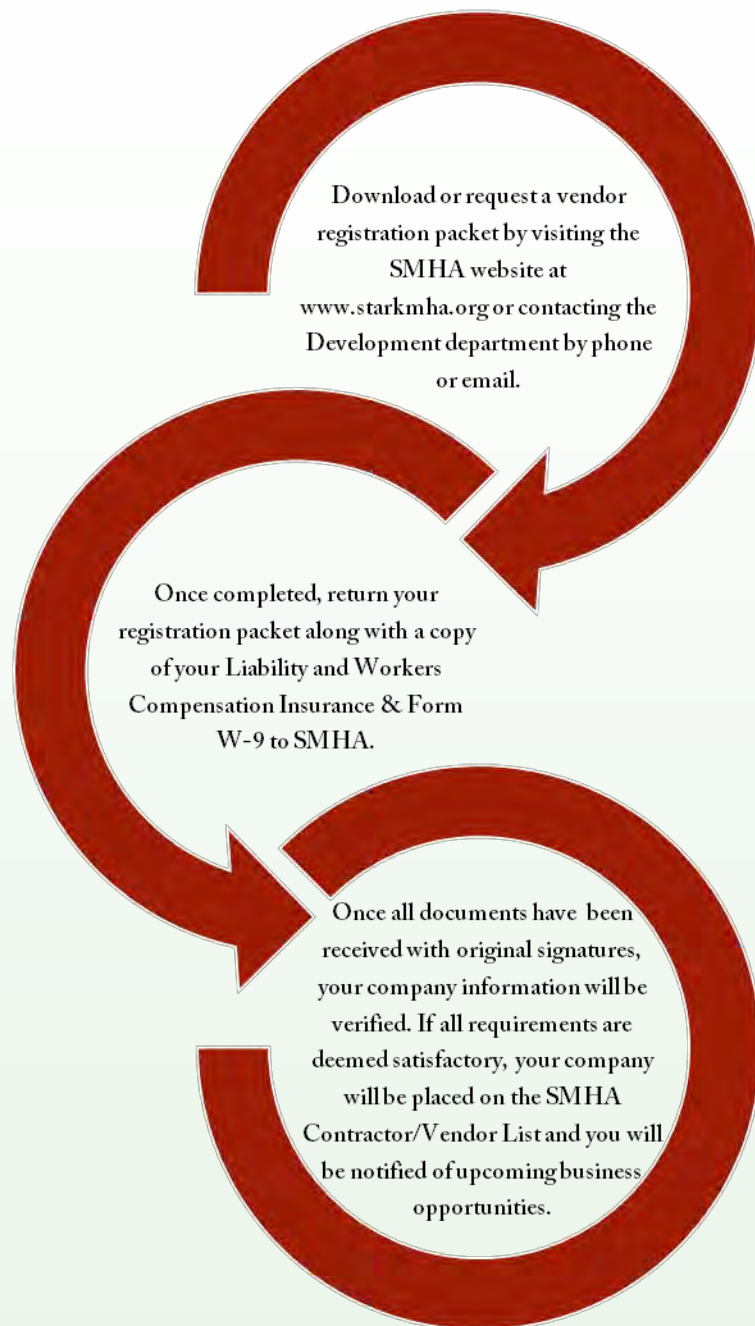 Download or request a vendor
registration packet by visiting the
SMHA website at
www.starkmha.org or contacting the
Development department by phone
or email.
Once completed, return your
registration packet along with a copy
of your Liability and Workers
Compensation Insurance & Form
W-9 to SMHA.
Once all documents have been
received with original signatures,
your company information will be
verified. If all requirements are
deemed satisfactory, your company
will be placed on the SMHA
Contractor/Vendor List and you will
be notified of upcoming business
opportunities.